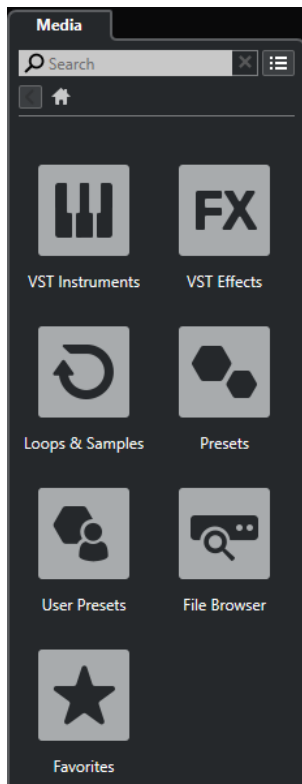 Media
Search
VST Instruments
FX
VST Effects
Loops & Samples
Presets
User Presets
File Browser
Favorites